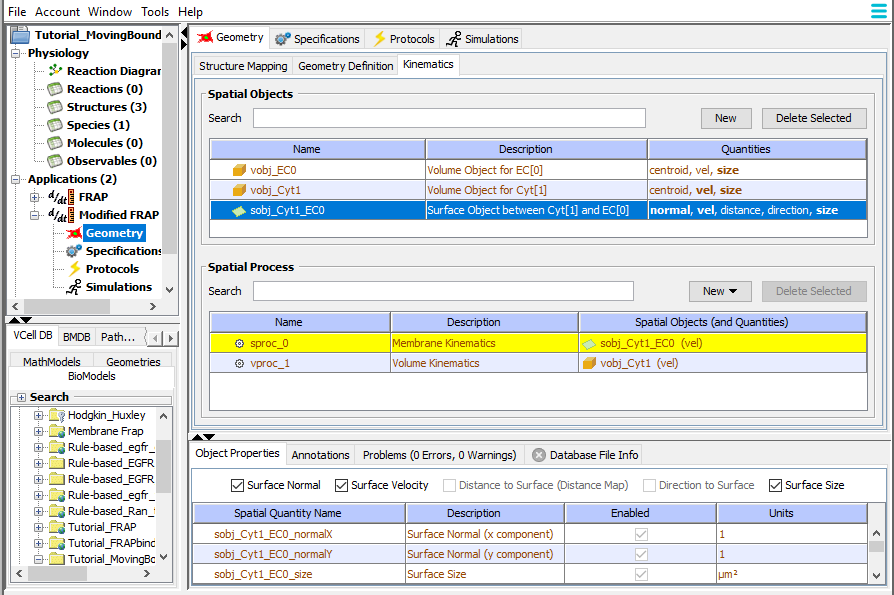 File Account Window Tools Help
Tutorial_MovingBound
Physiology
Reaction Diagran
Reactions (0)
Structures (3)
Species (1)
Molecules (0)
Observables (0)
Applications (2)
d/dt FRAP
d/dt Modified FRAP
Geometry
Specifications
Protocols
Simulations
VCell DB BMDB Path...
MathModels Geometries
BioModels
Search
Hodgkin_Huxley
Membrane Frap
Rule-based_egfr_
Rule-based_EGFR
Rule-based_EGFR
Rule-based_egfr_
Rule-based_Ran_
Tutorial_FRAP
Tutorial_FRAPbind
Tutorial_MovingBo
Geometry Specifications Protocols Simulations
Structure Mapping Geometry Definition Kinematics
Spatial Objects
Search New Delete Selected
Name Description Quantities
vobj_EC0 Volume Object for EC[0] centroid, vel, size
vobj_Cyt1 Volume Object for Cyt[1] centroid, vel, size
sobj_Cyt1_EC0 Surface Object between Cyt[1] and EC[0] normal, vel, distance, direction, size
Spatial Process
Search New Delete Selected
Name Description Spatial Objects (and Quantities)
sproc_0 Membrane Kinematics sobj_Cyt1_EC0 (vel)
vproc_1 Volume Kinematics vobj_Cyt1 (vel)
Object Properties Annotations Problems (0 Errors, 0 Warnings) Database File Info
Surface Normal Surface Velocity Distance to Surface (Distance Map) Direction to Surface Surface Size
Spatial Quantity Name Description Enabled Units
sobj_Cyt1_EC0_normalX Surface Normal (x component) 1
sobj_Cyt1_EC0_normalY Surface Normal (y component) 1
sobj_Cyt1_EC0_size Surface Size µm²